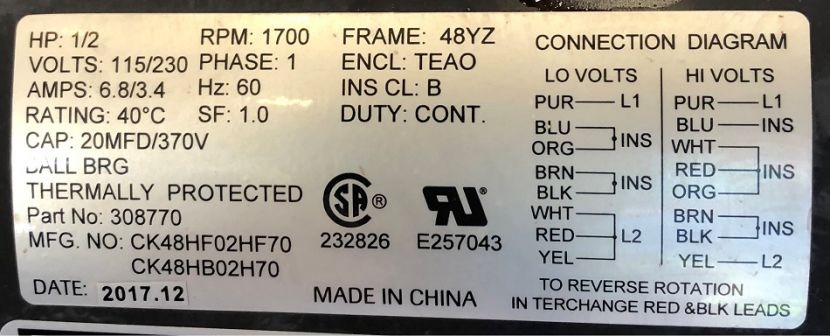 HP: 1/2 RPM: 1700 FRAME: 48YZ
VOLTS: 115/230 PHASE: 1 ENCL: TEAO
AMPS: 6.8/3.4 Hz: 60 INS CL: B
RATING: 40°C SF: 1.0 DUTY: CONT.
CAP: 20MFD/370V
BALL BRG
THERMALLY PROTECTED
Part No: 308770
MFG. NO: CK48HF02HF70
CK48HB02H70
DATE: 2017.12
SA ®
232826
RU ®
E257043
MADE IN CHINA
CONNECTION DIAGRAM
LO VOLTS
PUR L1
BLU
ORG INS
BRN
BLK INS
WHT
RED L2
YEL
HI VOLTS
PUR L1
BLU INS
WHT
RED INS
ORG
BRN
BLK INS
YEL L2
TO REVERSE ROTATION
IN TERCHANGE RED &BLK LEADS